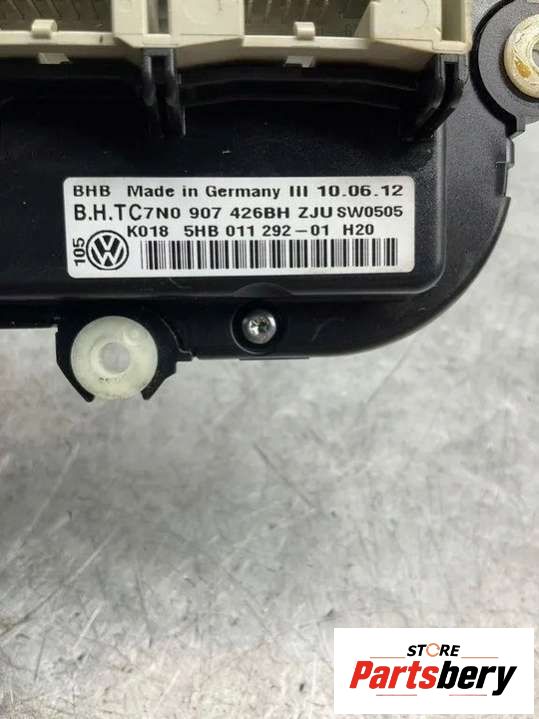 BHB Made in Germany III 10.06.12
B.H.TC7N0 907 426BH ZJU SW0505
105 K018 5HB 011 292-01 H20
STORE
Partsbery